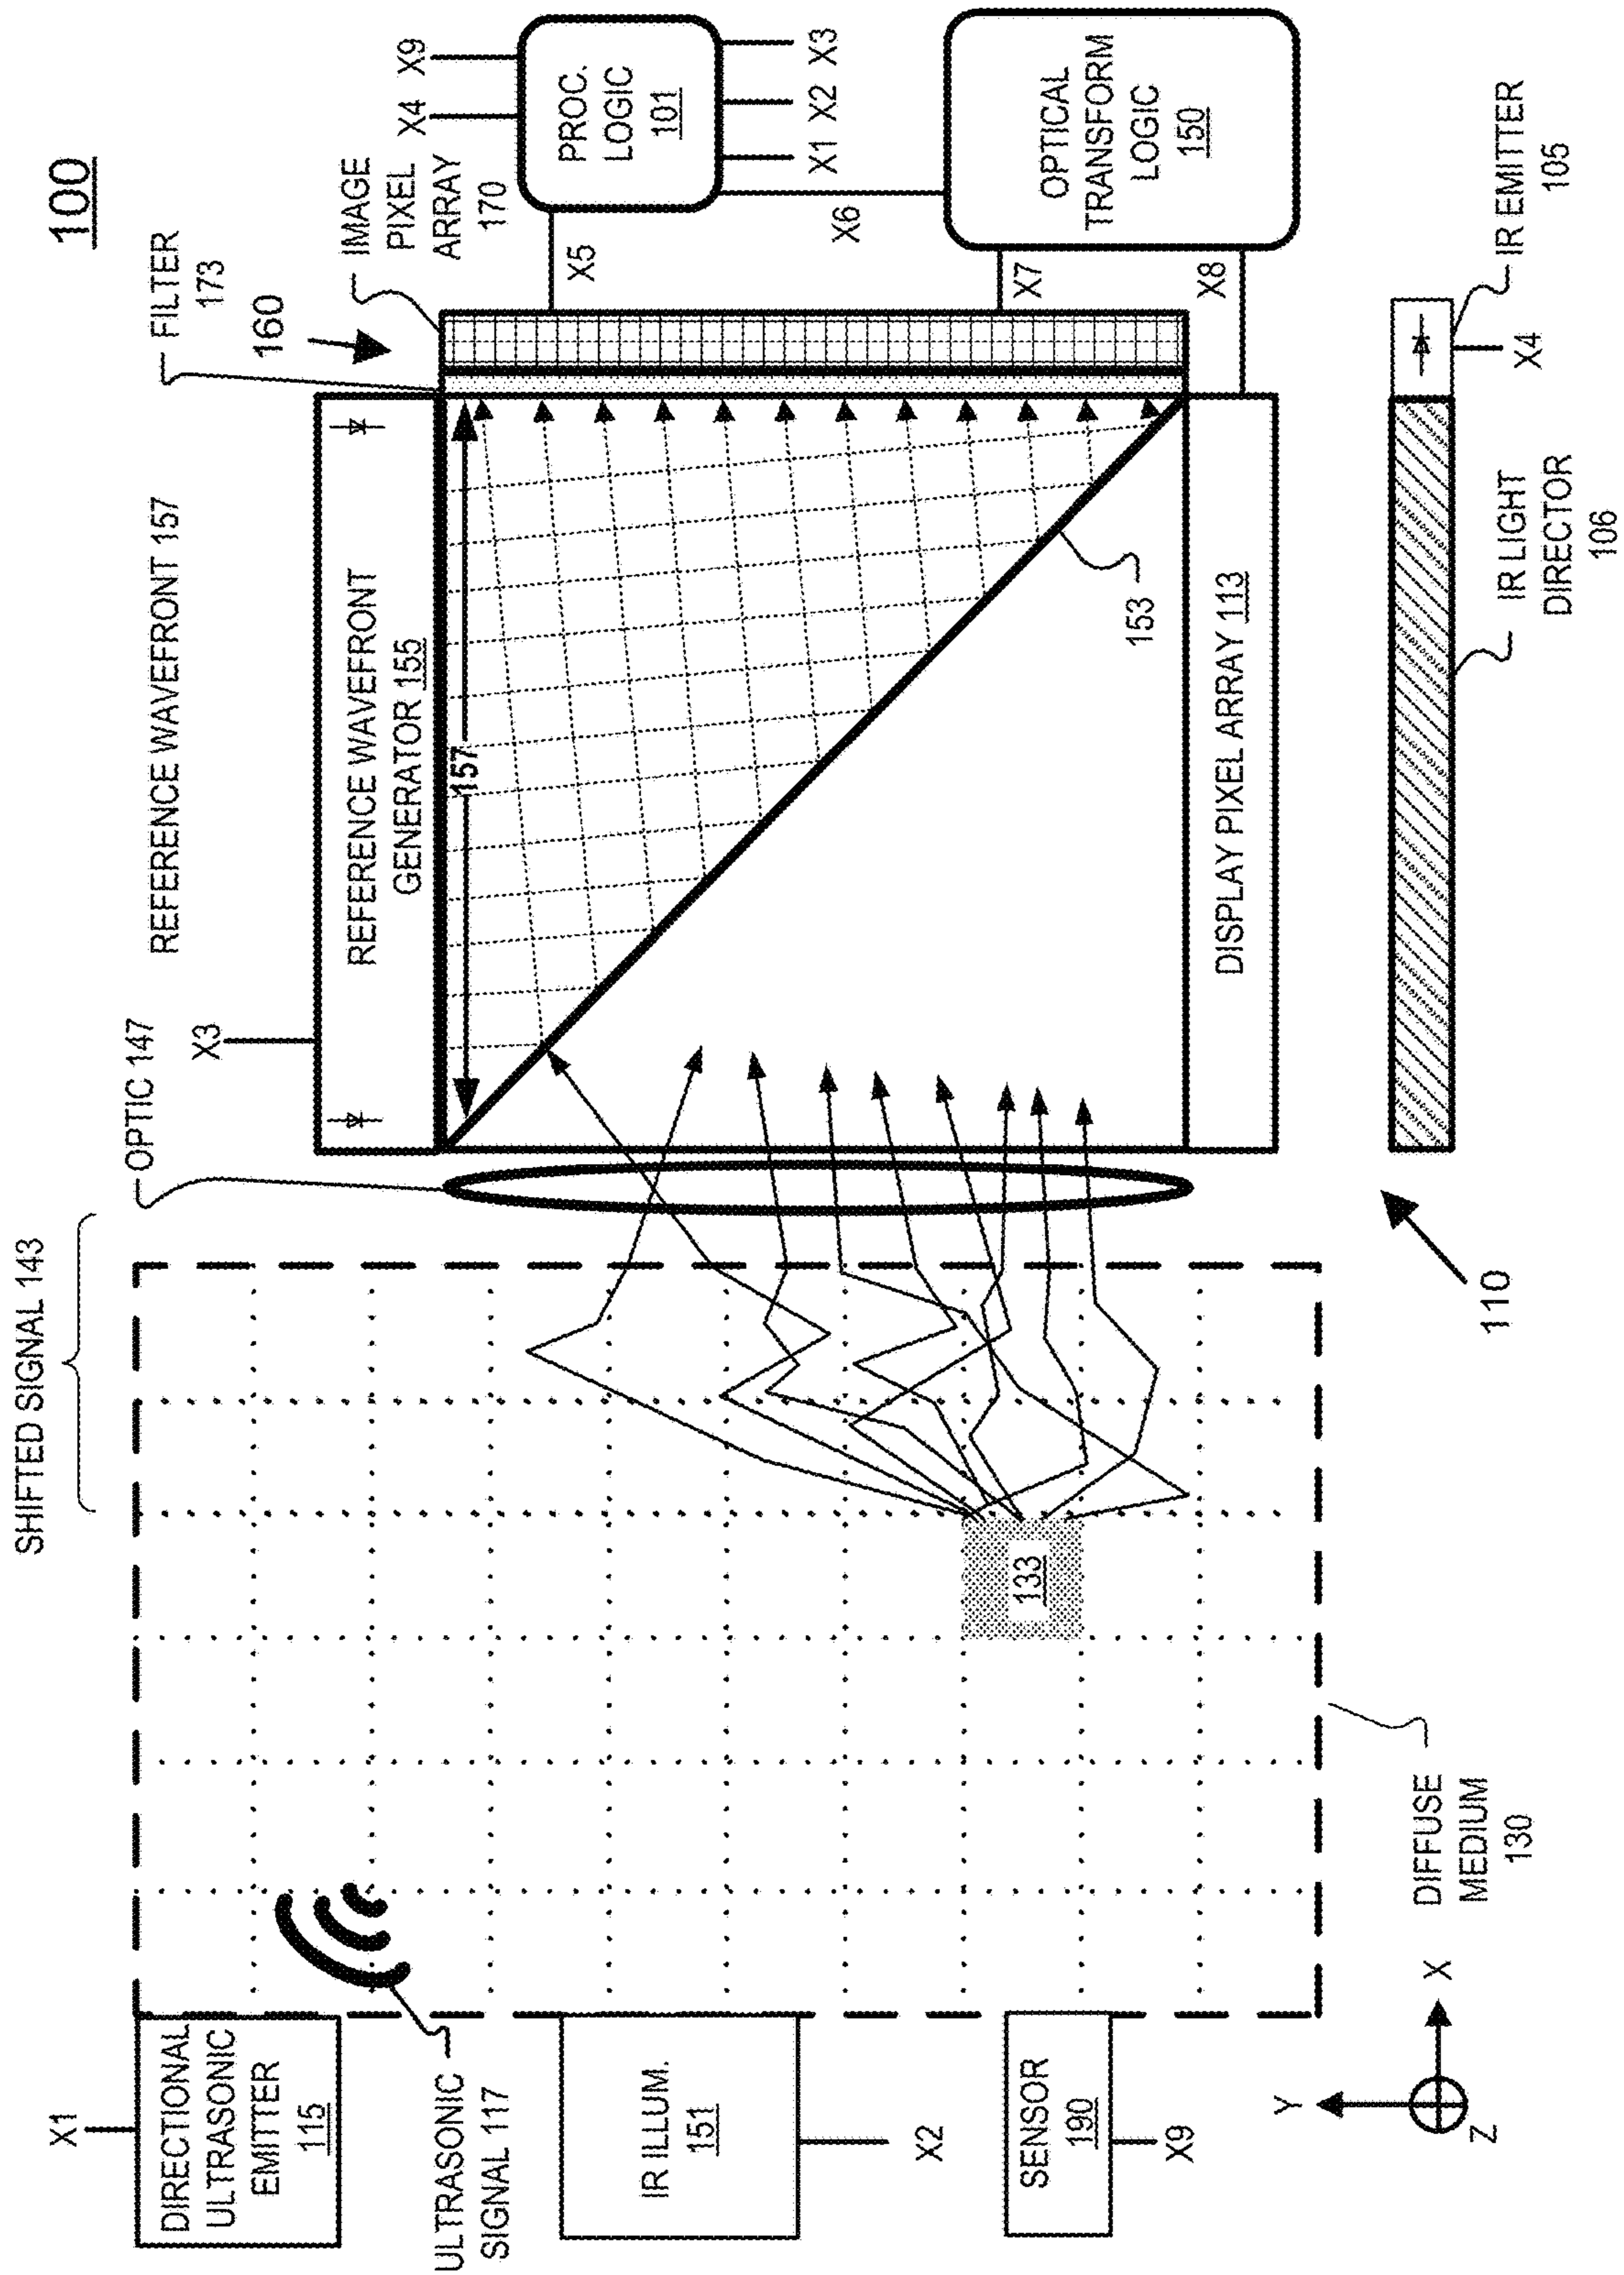 100
SHIFTED SIGNAL 143
OPTIC 147
REFERENCE WAVEFRONT 157
FILTER
173
160
IMAGE
PIXEL
ARRAY
170
X1
DIRECTIONAL
ULTRASONIC
EMITTER
115
ULTRASONIC
SIGNAL 117
IR ILLUM.
151
X2
SENSOR
190
X9
Y
X
Z
133
DIFFUSE
MEDIUM
130
X3
REFERENCE WAVEFRONT
GENERATOR 155
157
153
DISPLAY PIXEL ARRAY 113
110
IR LIGHT
DIRECTOR
106
IR EMITTER
105
X4
X4
X9
PROC.
LOGIC
101
X1
X2
X3
X5
X6
X7
X8
OPTICAL
TRANSFORM
LOGIC
150